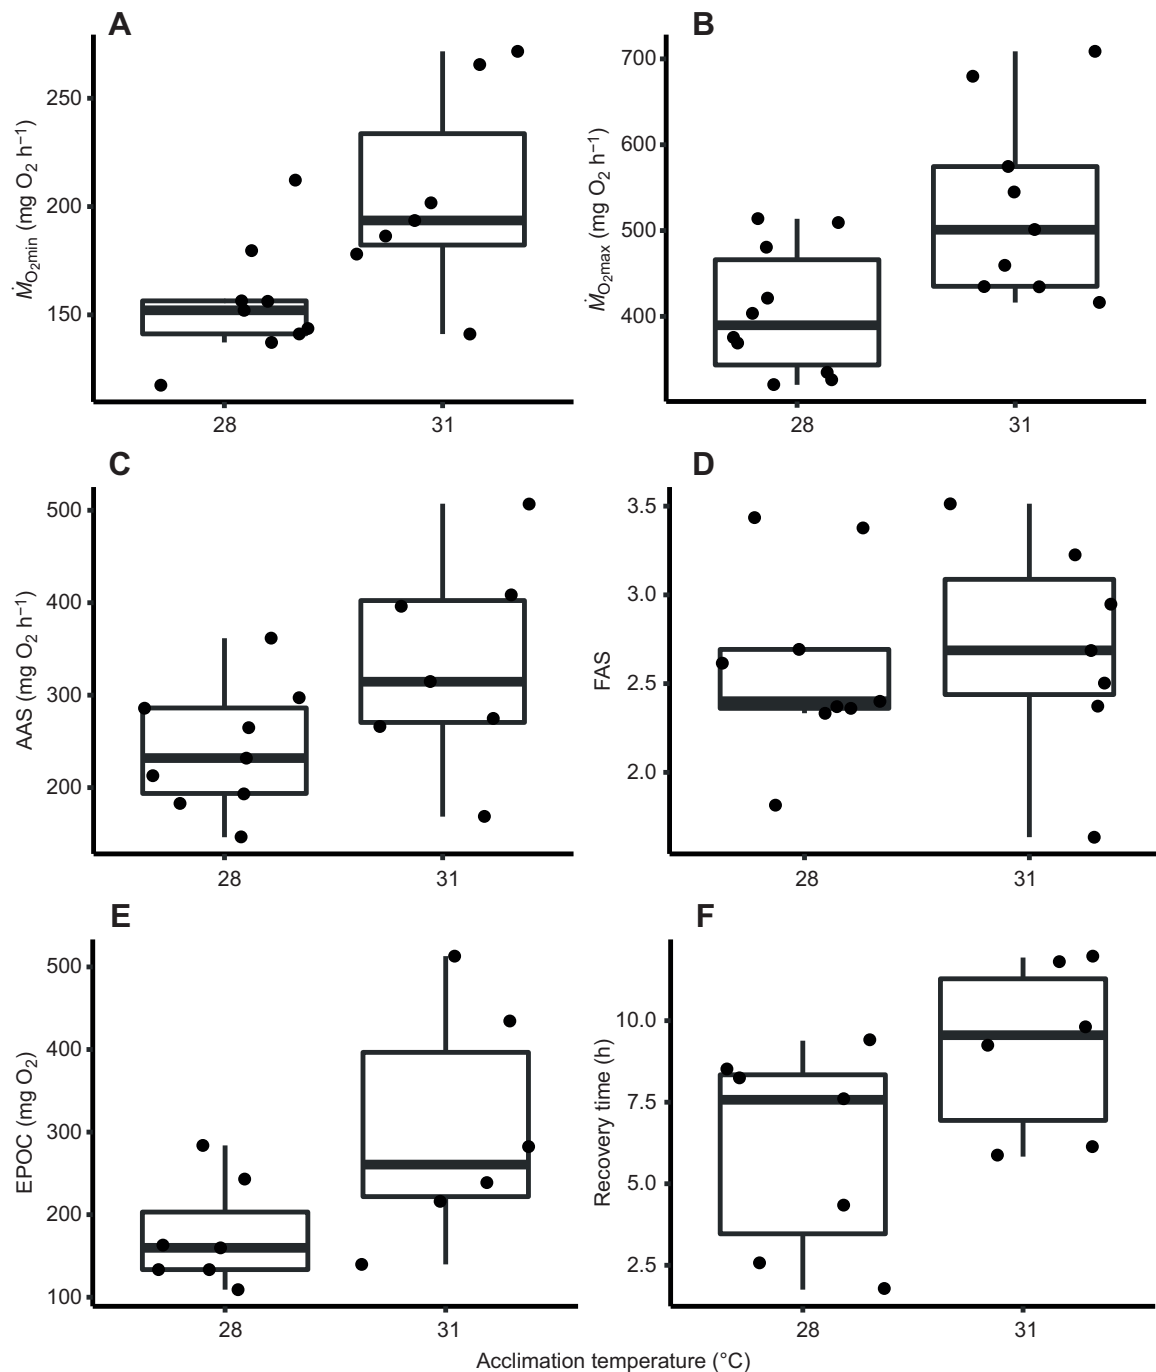 A
B
250
200
150
ṀO₂min (mg O₂ h⁻¹)
28
31
700
600
500
400
ṀO₂max (mg O₂ h⁻¹)
28
31
C
D
500
400
300
200
AAS (mg O₂ h⁻¹)
28
31
3.5
3.0
2.5
2.0
FAS
28
31
E
F
500
400
300
200
100
EPOC (mg O₂)
28
31
10.0
7.5
5.0
2.5
Recovery time (h)
28
31
Acclimation temperature (°C)